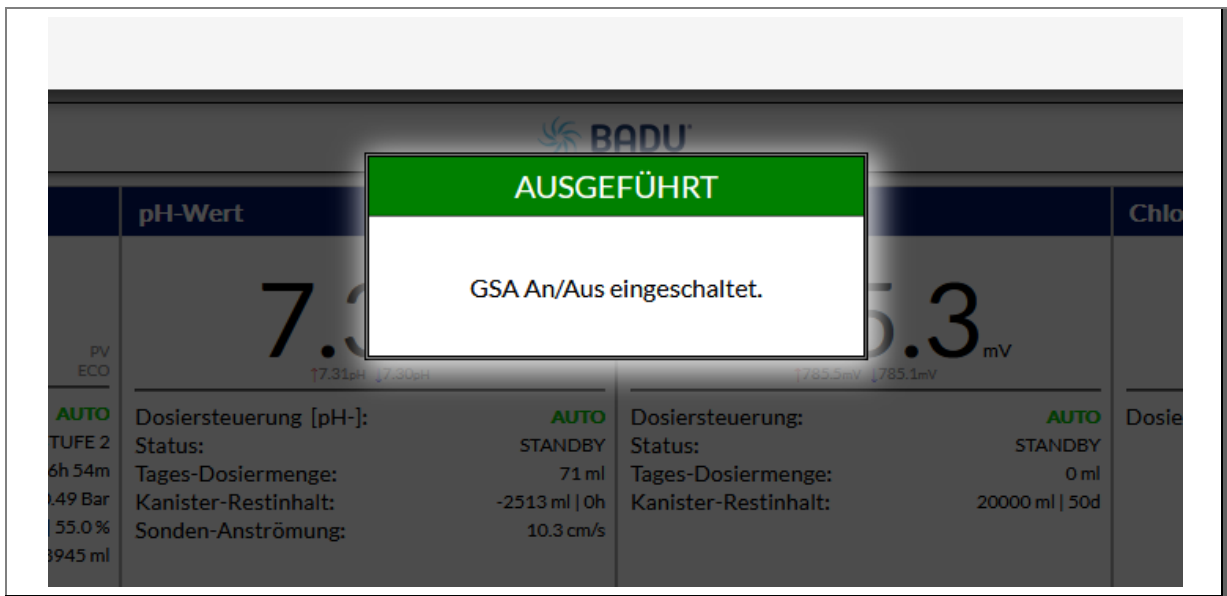 BADU
AUSGEFÜHRT
GSA An/Aus eingeschaltet.
pH-Wert
7.3
↑7.31pH ↓7.30pH
Dosiersteuerung [pH-]: AUTO
Status: STANDBY
Tages-Dosiermenge: 71 ml
Kanister-Restinhalt: -2513 ml | 0h
Sonden-Anströmung: 10.3 cm/s
5.3 mV
↑785.5mV ↓785.1mV
Dosiersteuerung: AUTO
Status: STANDBY
Tages-Dosiermenge: 0 ml
Kanister-Restinhalt: 20000 ml | 50d
Chlo
Dosie
PV
ECO
AUTO
TUFE 2
6h 54m
.49 Bar
| 55.0 %
3945 ml